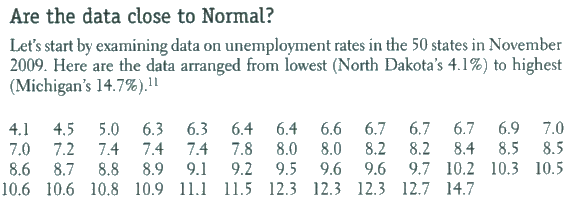 Are the data close to Normal?
Let's start by examining data on unemployment rates in the 50 states in November
2009. Here are the data arranged from lowest (North Dakota's 4.1%) to highest
(Michigan's 14.7%).11
4.1 4.5 5.0 6.3 6.3 6.4 6.4 6.6 6.7 6.7 6.7 6.9 7.0
7.0 7.2 7.4 7.4 7.4 7.8 8.0 8.0 8.2 8.2 8.4 8.5 8.5
8.6 8.7 8.8 8.9 9.1 9.2 9.5 9.6 9.6 9.7 10.2 10.3 10.5
10.6 10.6 10.8 10.9 11.1 11.5 12.3 12.3 12.3 12.7 14.7